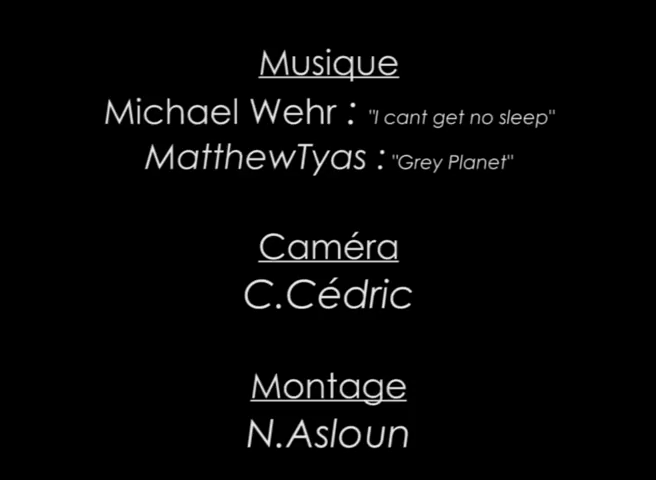 Musique
Michael Wehr : "I cant get no sleep"
MatthewTyas : "Grey Planet"
Caméra
C.Cédric
Montage
N.Asloun